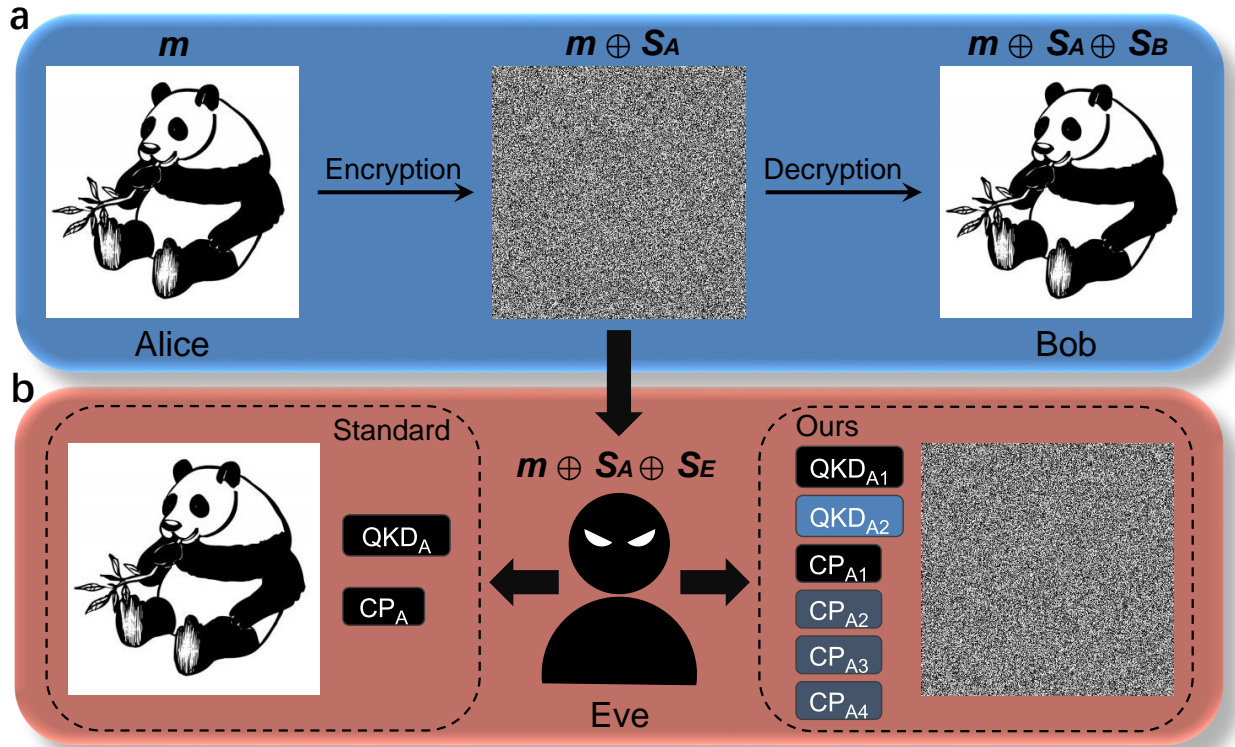 a
m
m ⊕ SA
m ⊕ SA ⊕ SB
Encryption
Decryption
Alice
Bob
b
Standard
QKDA
CPA
m ⊕ SA ⊕ SE
Eve
Ours
QKDA1
QKDA2
CPA1
CPA2
CPA3
CPA4